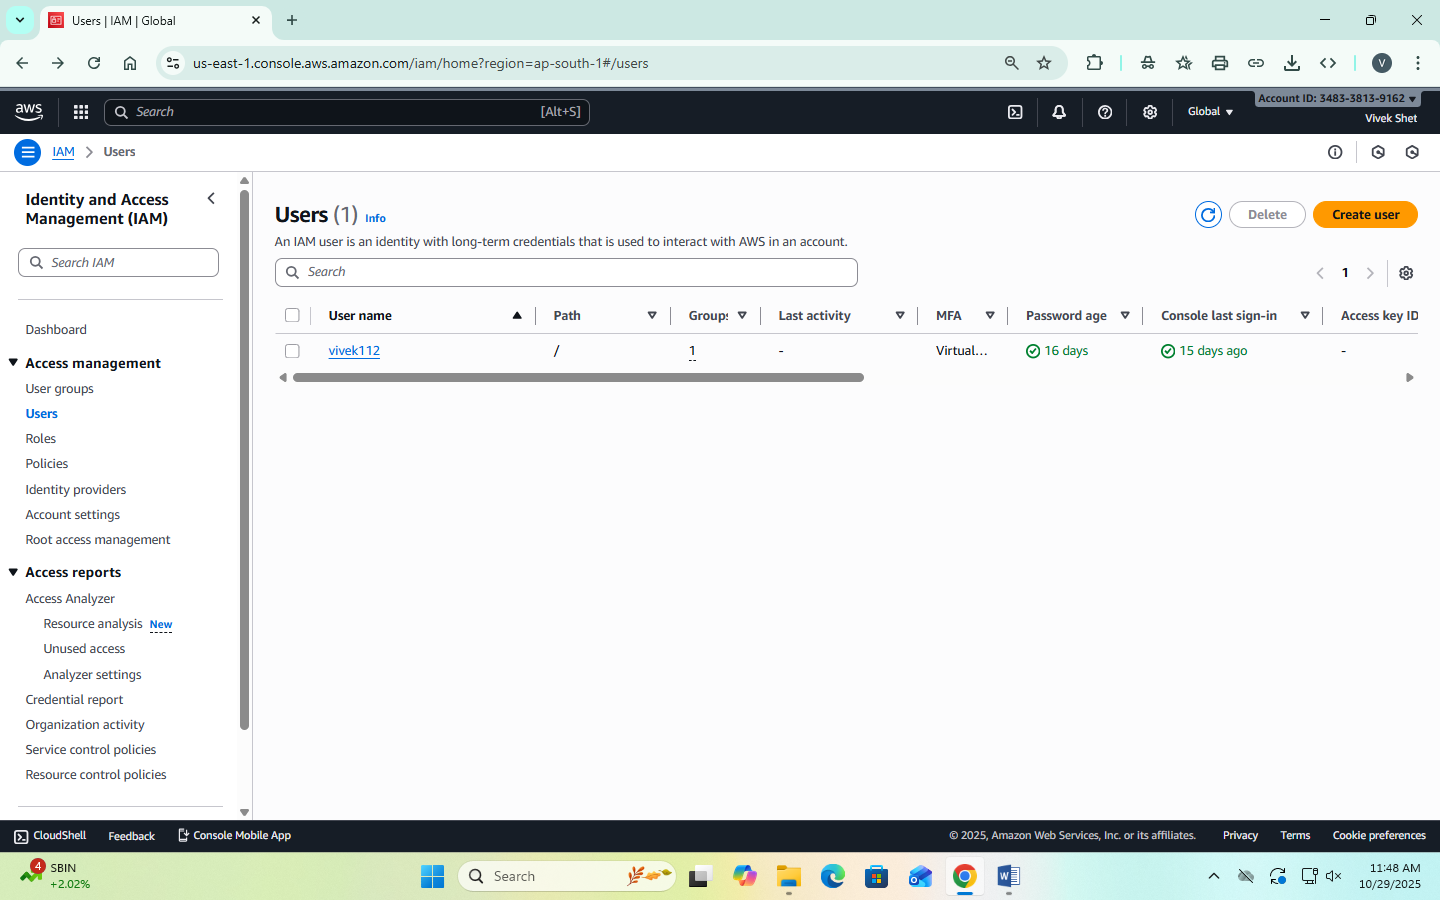 Users | IAM | Global
us-east-1.console.aws.amazon.com/iam/home?region=ap-south-1#/users
V
aws
Search
[Alt+S]
Global
Account ID: 3483-3813-9162
Vivek Shet
IAM
Users
Identity and Access Management (IAM)
Search IAM
Dashboard
Access management
User groups
Users
Roles
Policies
Identity providers
Account settings
Root access management
Access reports
Access Analyzer
Resource analysis New
Unused access
Analyzer settings
Credential report
Organization activity
Service control policies
Resource control policies
Users (1) Info
Delete
Create user
An IAM user is an identity with long-term credentials that is used to interact with AWS in an account.
Search
1
User name Path Groups Last activity MFA Password age Console last sign-in Access key ID
vivek112 / 1 - Virtual... 16 days 15 days ago -
CloudShell Feedback Console Mobile App
© 2025, Amazon Web Services, Inc. or its affiliates. Privacy Terms Cookie preferences
4
SBIN
+2.02%
Search
11:48 AM
10/29/2025